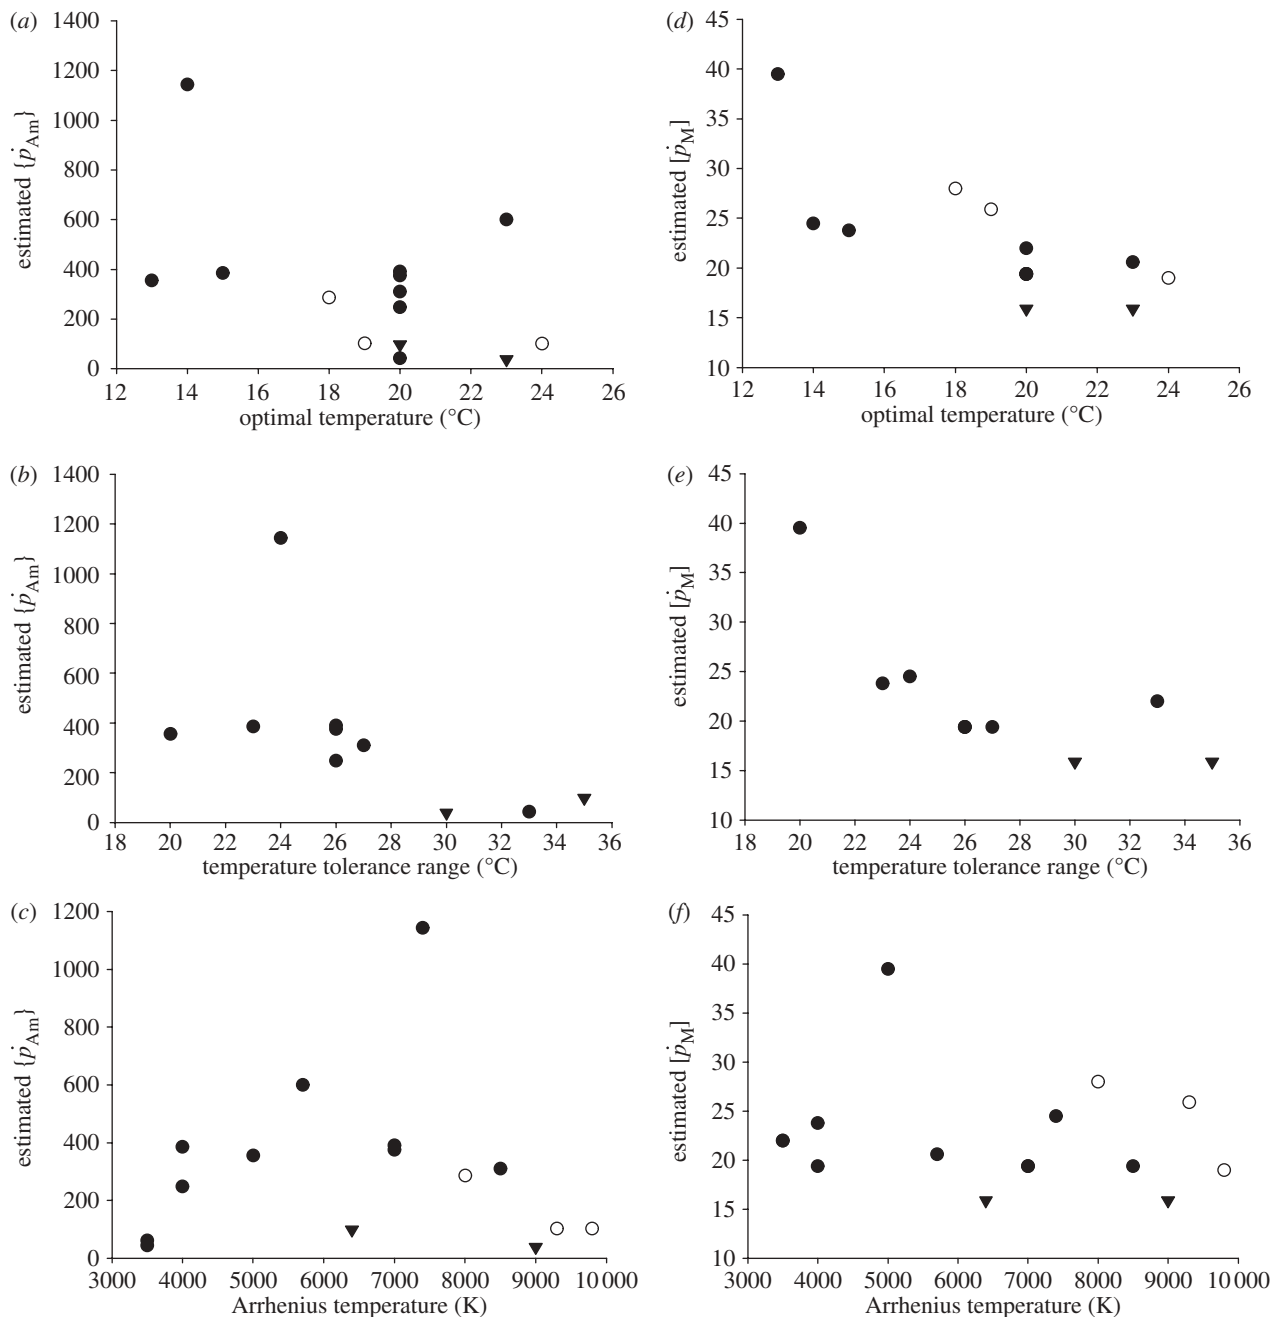 (a)
1400
1200
1000
800
600
400
200
0
estimated {ṗAm}
12 14 16 18 20 22 24 26
optimal temperature (°C)
(d)
45
40
35
30
25
20
15
10
estimated [ṗM]
12 14 16 18 20 22 24 26
optimal temperature (°C)
(b)
1400
1200
1000
800
600
400
200
0
estimated {ṗAm}
18 20 22 24 26 28 30 32 34 36
temperature tolerance range (°C)
(e)
45
40
35
30
25
20
15
10
estimated [ṗM]
18 20 22 24 26 28 30 32 34 36
temperature tolerance range (°C)
(c)
1200
1000
800
600
400
200
0
estimated {ṗAm}
3000 4000 5000 6000 7000 8000 9000 10 000
Arrhenius temperature (K)
(f)
45
40
35
30
25
20
15
10
estimated [ṗM]
3000 4000 5000 6000 7000 8000 9000 10 000
Arrhenius temperature (K)